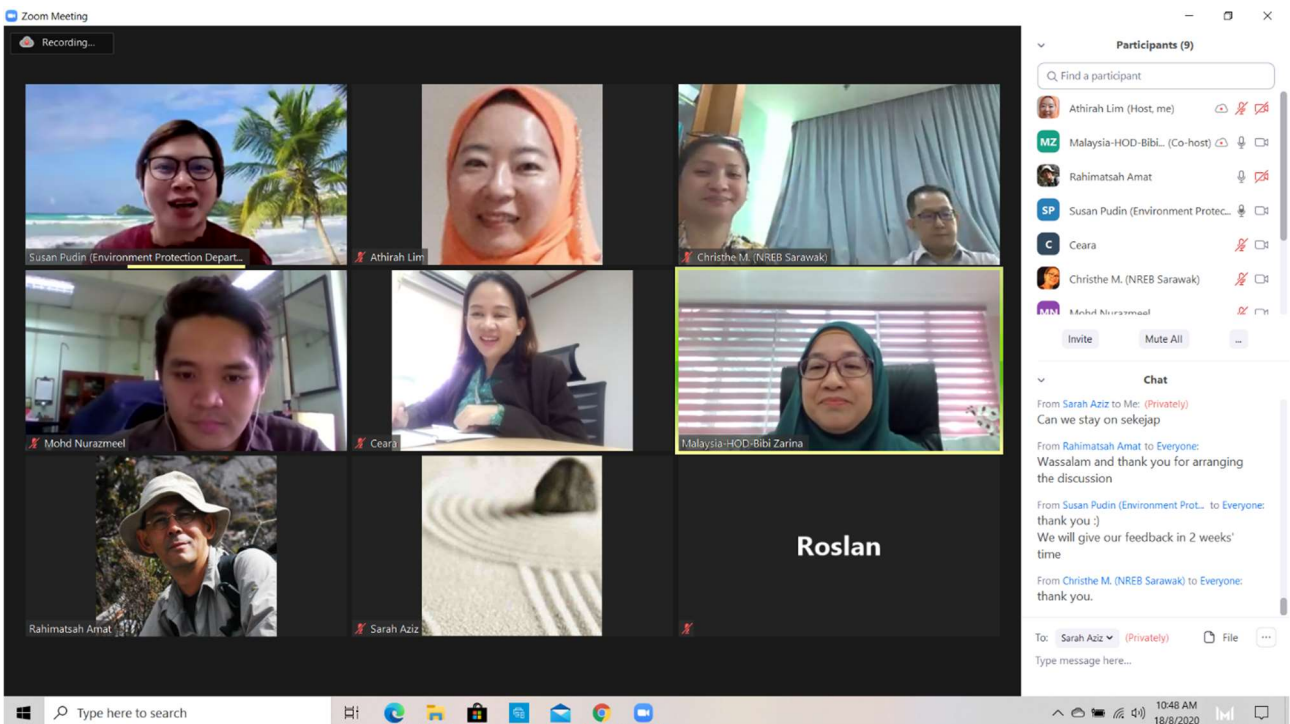 Zoom Meeting
Recording...
Susan Pudin (Environment Protection Depart...
Athirah Lim
Christhe M. (NREB Sarawak)
Mohd Nurazmeel
Ceara
Malaysia-HOD-Bibi Zarina
Rahimatsah Amat
Sarah Aziz
Roslan
Participants (9)
Find a participant
Athirah Lim (Host, me)
MZ
Malaysia-HOD-Bibi... (Co-host)
Rahimatsah Amat
SP
Susan Pudin (Environment Protec...
C
Ceara
Christhe M. (NREB Sarawak)
MN
Mohd Nurazmeel
Invite
Mute All
...
Chat
From Sarah Aziz to Me: (Privately)
Can we stay on sekejap
From Rahimatsah Amat to Everyone:
Wassalam and thank you for arranging
the discussion
From Susan Pudin (Environment Prot... to Everyone:
thank you :)
We will give our feedback in 2 weeks'
time
From Christhe M. (NREB Sarawak) to Everyone:
thank you.
To: Sarah Aziz (Privately)
File
...
Type message here...
Type here to search
10:48 AM
18/8/2020